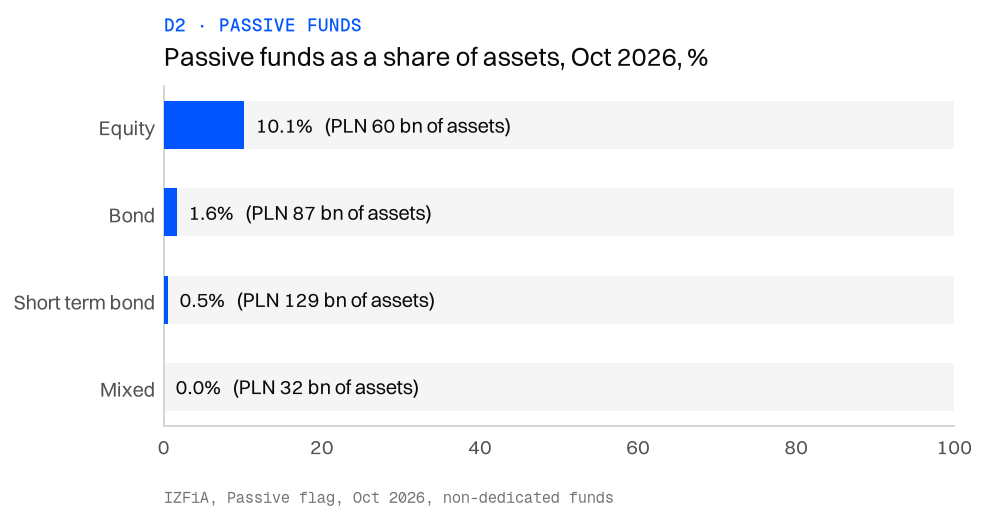 D2 · PASSIVE FUNDS
Passive funds as a share of assets, Oct 2026, %
Equity 10.1% (PLN 60 bn of assets)
Bond 1.6% (PLN 87 bn of assets)
Short term bond 0.5% (PLN 129 bn of assets)
Mixed 0.0% (PLN 32 bn of assets)
0 20 40 60 80 100
IZFiA, Passive flag, Oct 2026, non-dedicated funds